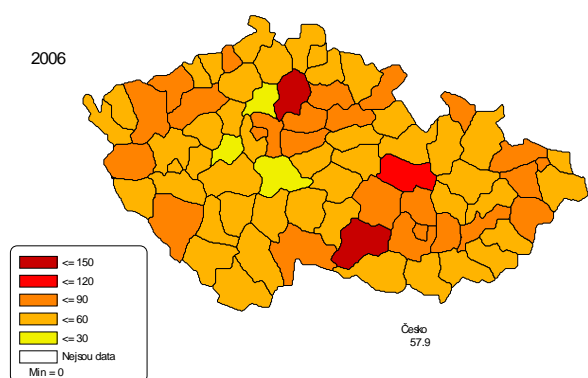 2006
<= 150
<= 120
<= 90
<= 60
<= 30
Nejsou data
Min = 0
Česko
57.9